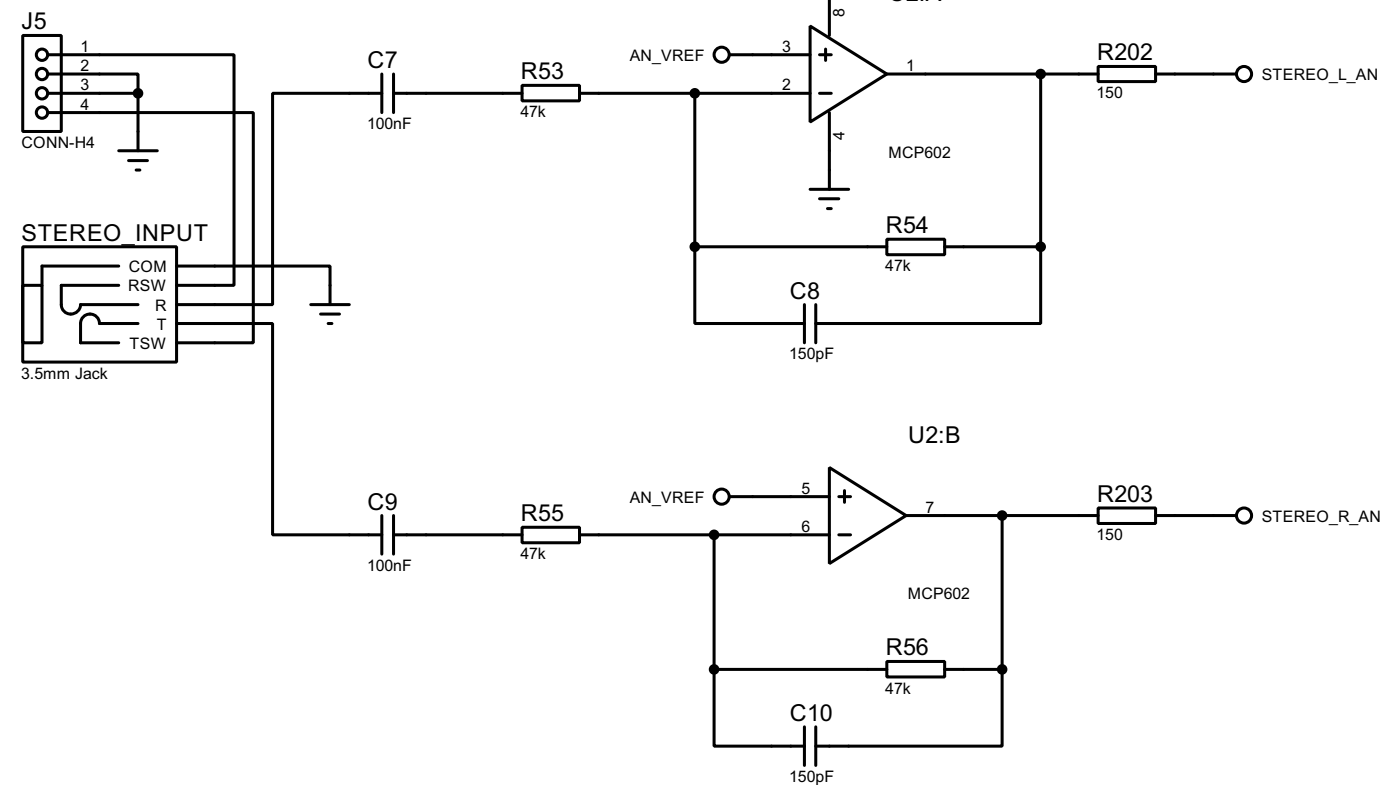 J5
1
2
3
4
CONN-H4
STEREO_INPUT
COM
RSW
R
T
TSW
3.5mm Jack
C7
100nF
R53
47k
AN_VREF
3
2
8
1
4
MCP602
R202
150
STEREO_L_AN
R54
47k
C8
150pF
U2:B
C9
100nF
R55
47k
AN_VREF
5
6
7
MCP602
R203
150
STEREO_R_AN
R56
47k
C10
150pF